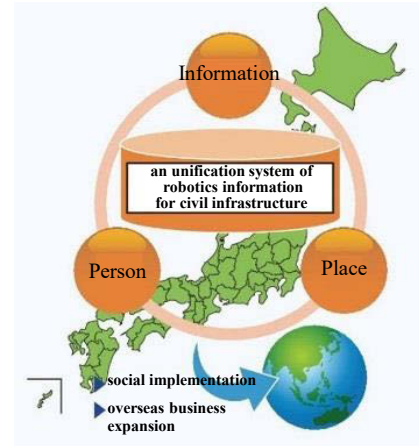 Information
an unification system of
robotics information
for civil infrastructure
Person
Place
social implementation
overseas business
expansion